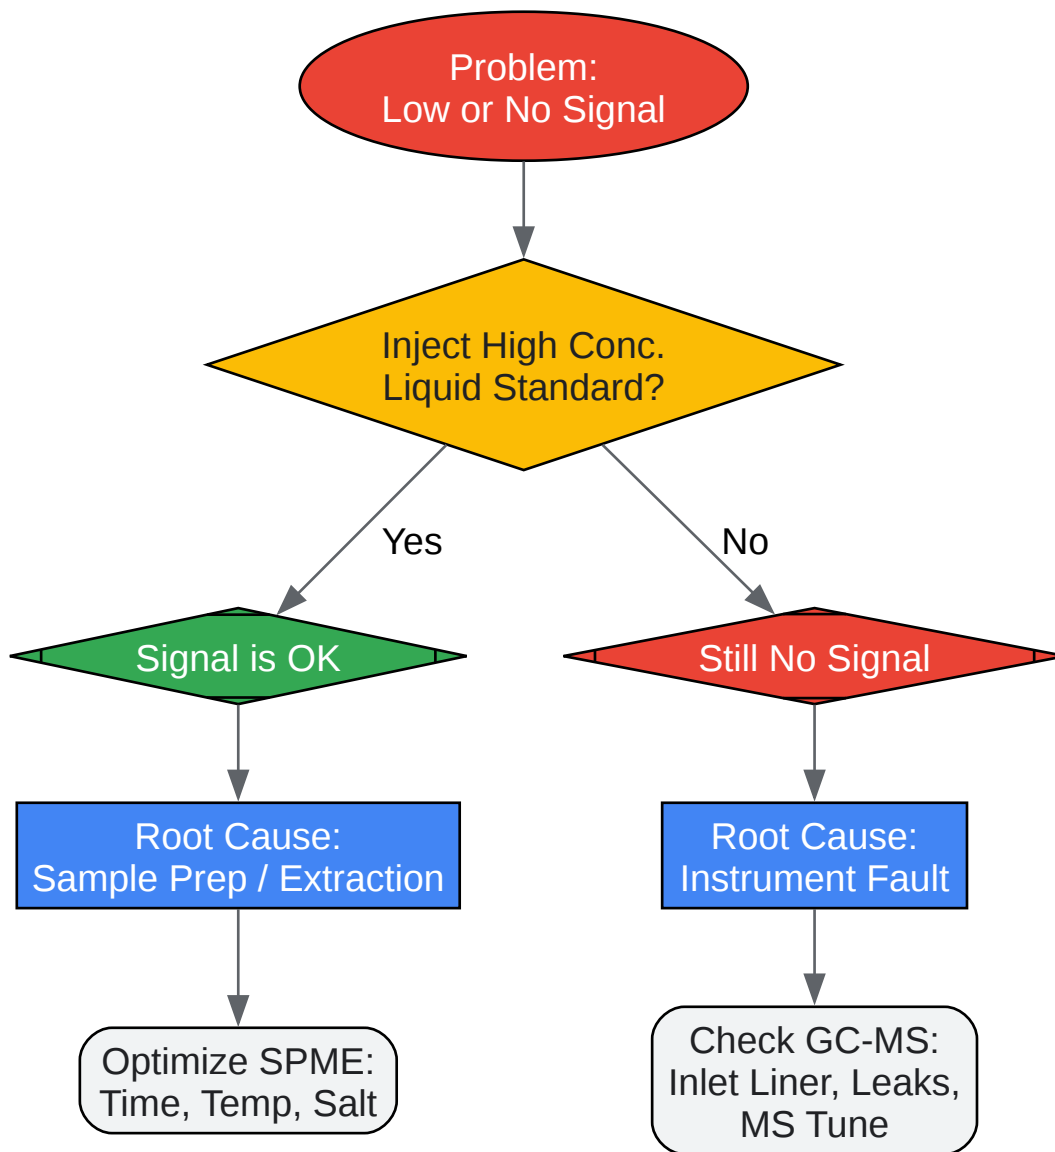 Problem:
Low or No Signal
Inject High Conc.
Liquid Standard?
Yes
No
Signal is OK
Still No Signal
Root Cause:
Sample Prep / Extraction
Root Cause:
Instrument Fault
Optimize SPME:
Time, Temp, Salt
Check GC-MS:
Inlet Liner, Leaks,
MS Tune